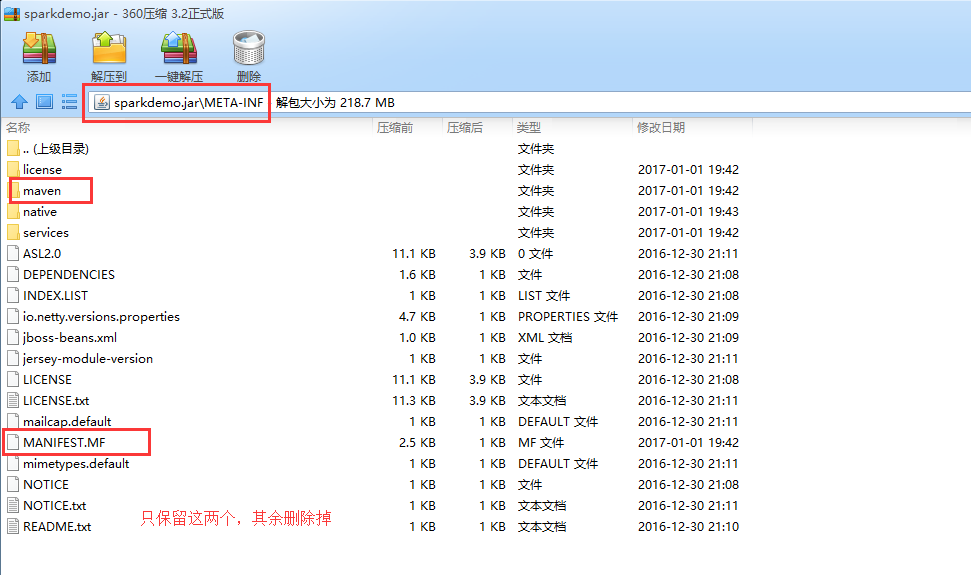 sparkdemo.jar - 360压缩 3.2正式版
添加 解压到 一键解压 删除
sparkdemo.jar\META-INF 解包大小为 218.7 MB
名称 压缩前 压缩后 类型 修改日期
.. (上级目录) 文件夹
license 文件夹 2017-01-01 19:42
maven 文件夹 2017-01-01 19:42
native 文件夹 2017-01-01 19:43
services 文件夹 2017-01-01 19:42
ASL2.0 11.1 KB 3.9 KB 0 文件 2016-12-30 21:11
DEPENDENCIES 1.6 KB 1 KB 文件 2016-12-30 21:08
INDEX.LIST 1 KB 1 KB LIST 文件 2016-12-30 21:08
io.netty.versions.properties 4.7 KB 1 KB PROPERTIES 文件 2016-12-30 21:09
jboss-beans.xml 1.0 KB 1 KB XML 文档 2016-12-30 21:09
jersey-module-version 1 KB 1 KB 文件 2016-12-30 21:11
LICENSE 11.1 KB 3.9 KB 文件 2016-12-30 21:08
LICENSE.txt 11.3 KB 3.9 KB 文本文档 2016-12-30 21:11
mailcap.default 1 KB 1 KB DEFAULT 文件 2016-12-30 21:11
MANIFEST.MF 2.5 KB 1 KB MF 文件 2017-01-01 19:42
mimetypes.default 1 KB 1 KB DEFAULT 文件 2016-12-30 21:11
NOTICE 1 KB 1 KB 文件 2016-12-30 21:08
NOTICE.txt 1 KB 1 KB 文本文档 2016-12-30 21:11
README.txt 1 KB 1 KB 文本文档 2016-12-30 21:10
只保留这两个，其余删除掉